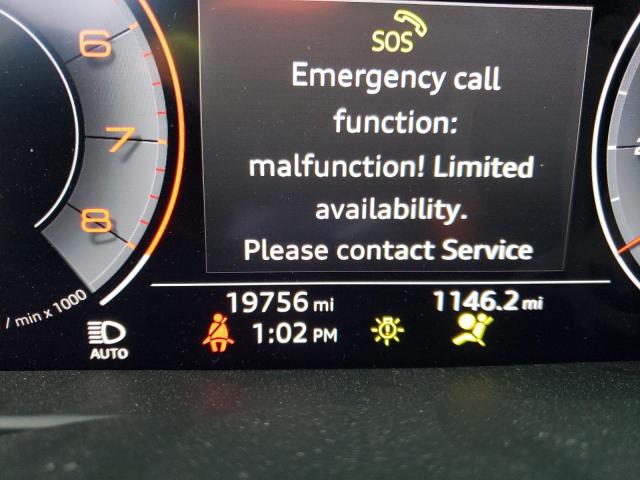 6
SOS
Emergency call
7
function:
malfunction! Limited
8
availability.
Please contact Service
/ min x 1000
19756 mi
1146.2 mi
AUTO
1:02 PM